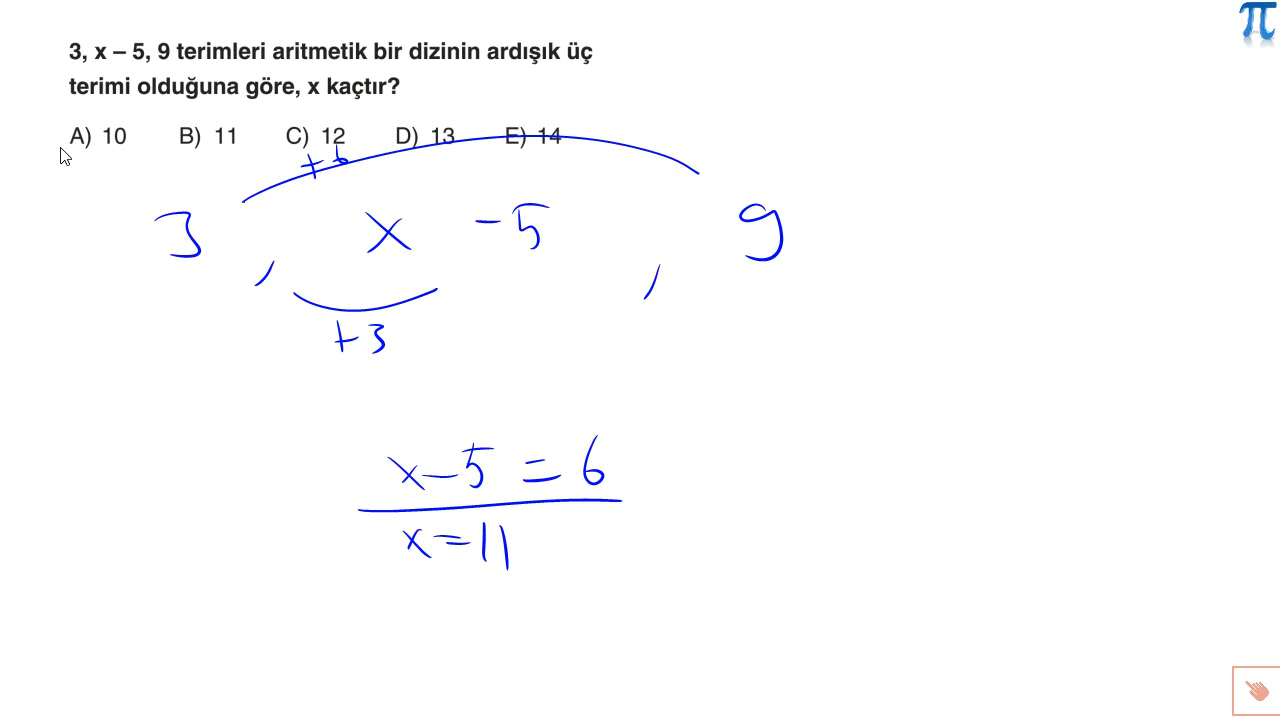 3, x – 5, 9 terimleri aritmetik bir dizinin ardışık üç
terimi olduğuna göre, x kaçtır?
A) 10 B) 11 C) 12 D) 13 E) 14
+6
3 , x -5 , 9
+3
x-5 = 6
x=11
π